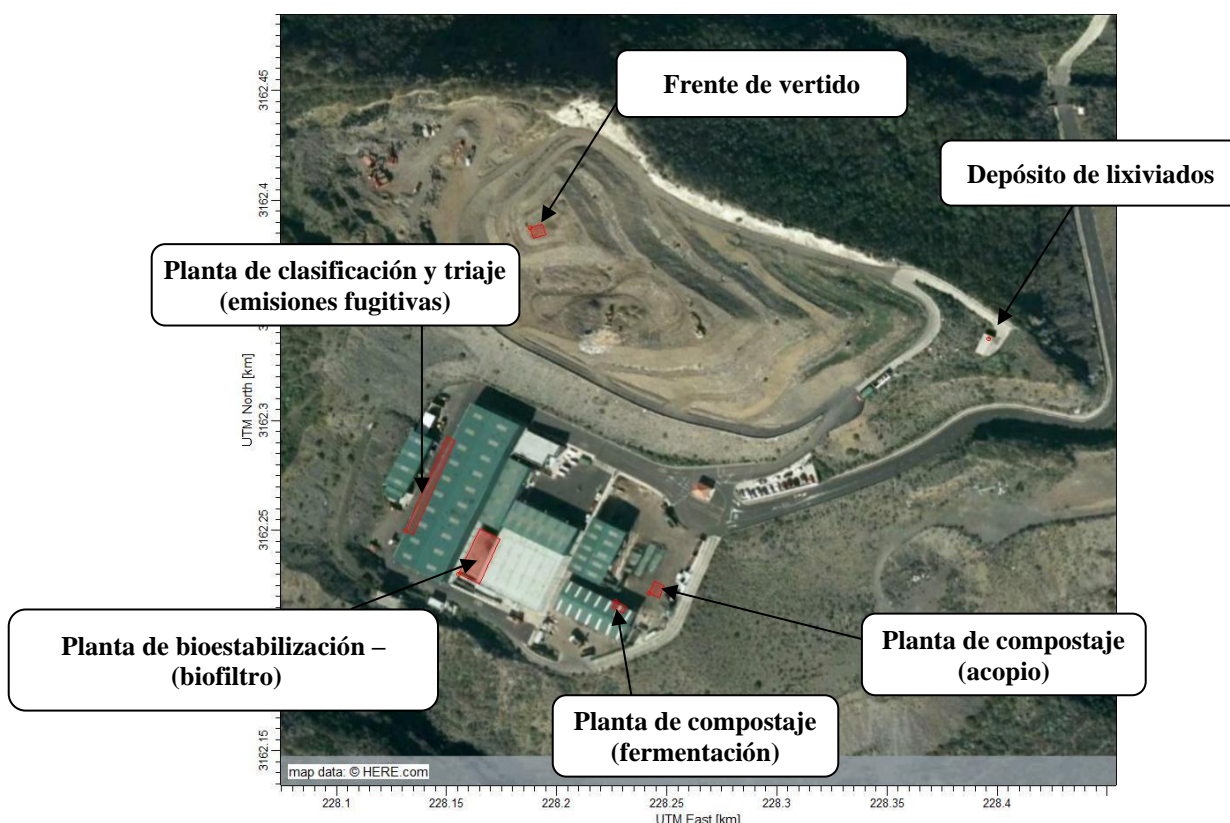 Frente de vertido
Depósito de lixiviados
Planta de clasificación y triaje
(emisiones fugitivas)
Planta de bioestabilización –
(biofiltro)
Planta de compostaje
(acopio)
Planta de compostaje
(fermentación)
UTM North [km]
3162.45
3162.4
3162.3
3162.25
3162.15
map data: © HERE.com
228.1
228.15
228.2
228.25
228.3
228.35
228.4
UTM East [km]